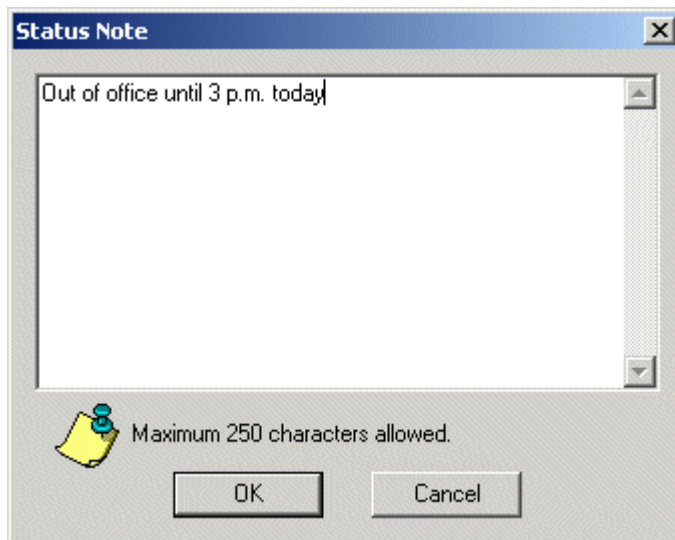 Status Note
Out of office until 3 p.m. today
Maximum 250 characters allowed.
OK
Cancel